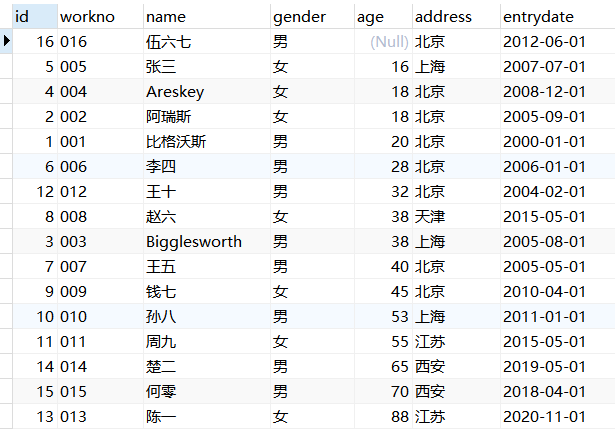 id workno name gender age address entrydate
16 016 伍六七 男 (Null) 北京 2012-06-01
5 005 张三 女 16 上海 2007-07-01
4 004 Areskey 女 18 北京 2008-12-01
2 002 阿瑞斯 女 18 北京 2005-09-01
1 001 比格沃斯 男 20 北京 2000-01-01
6 006 李四 男 28 北京 2006-01-01
12 012 王十 男 32 北京 2004-02-01
8 008 赵六 女 38 天津 2015-05-01
3 003 Bigglesworth 男 38 上海 2005-08-01
7 007 王五 男 40 北京 2005-05-01
9 009 钱七 女 45 北京 2010-04-01
10 010 孙八 男 53 上海 2011-01-01
11 011 周九 女 55 江苏 2015-05-01
14 014 楚二 男 65 西安 2019-05-01
15 015 何零 男 70 西安 2018-04-01
13 013 陈一 女 88 江苏 2020-11-01